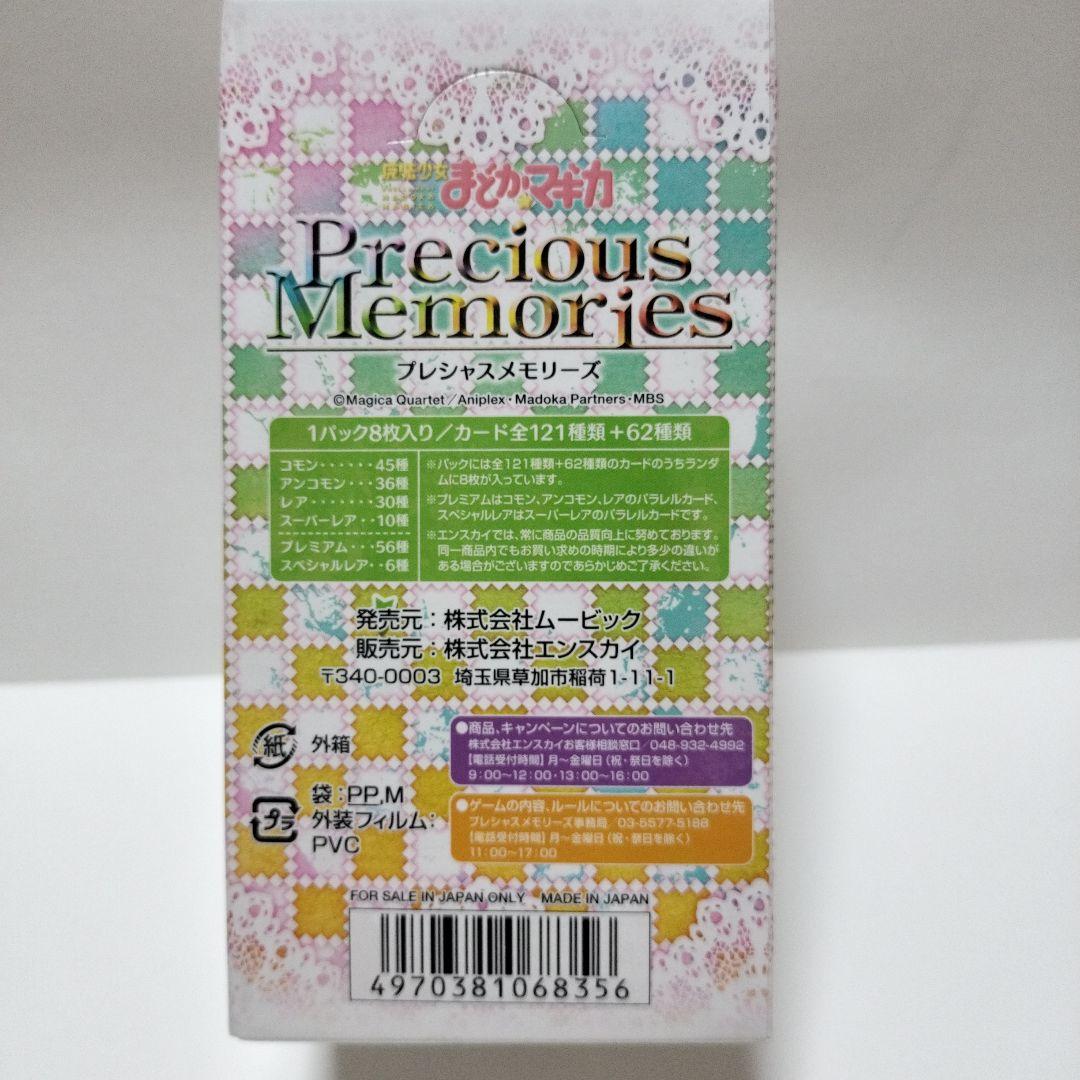 魔法少女
まどか☆マギカ
Precious
Memories
プレシャスメモリーズ
©Magica Quartet／Aniplex・Madoka Partners・MBS
1パック8枚入り／カード全121種類＋62種類
コモン・・・・・・45種
アンコモン・・・36種
レア・・・・・・・30種
スーパーレア・・10種
プレミアム・・・56種
スペシャルレア・・6種
※パックには全121種類+62種類のカードのうちランダ
ムに8枚が入っています。
※プレミアムはコモン、アンコモン、レアのパラレルカード、
スペシャルレアはスーパーレアのパラレルカードです。
※エンスカイでは、常に商品の品質向上に努めております。
同一商品内でもお買い求めの時期により多少の違いが
ある場合がございますのであらかじめご了承ください。
発売元：株式会社ムービック
販売元：株式会社エンスカイ
〒340-0003 埼玉県草加市稲荷1-11-1
紙 外箱
プラ 袋：PP,M
外装フィルム：
PVC
●商品、キャンペーンについてのお問い合わせ先
株式会社エンスカイお客様相談窓口／048-932-4992
【電話受付時間】月～金曜日（祝・祭日を除く）
9：00～12：00・13：00～16：00
●ゲームの内容、ルールについてのお問い合わせ先
プレシャスメモリーズ事務局／03-5577-5188
【電話受付時間】月～金曜日（祝・祭日を除く）
11：00～17：00
FOR SALE IN JAPAN ONLY MADE IN JAPAN
4970381068356